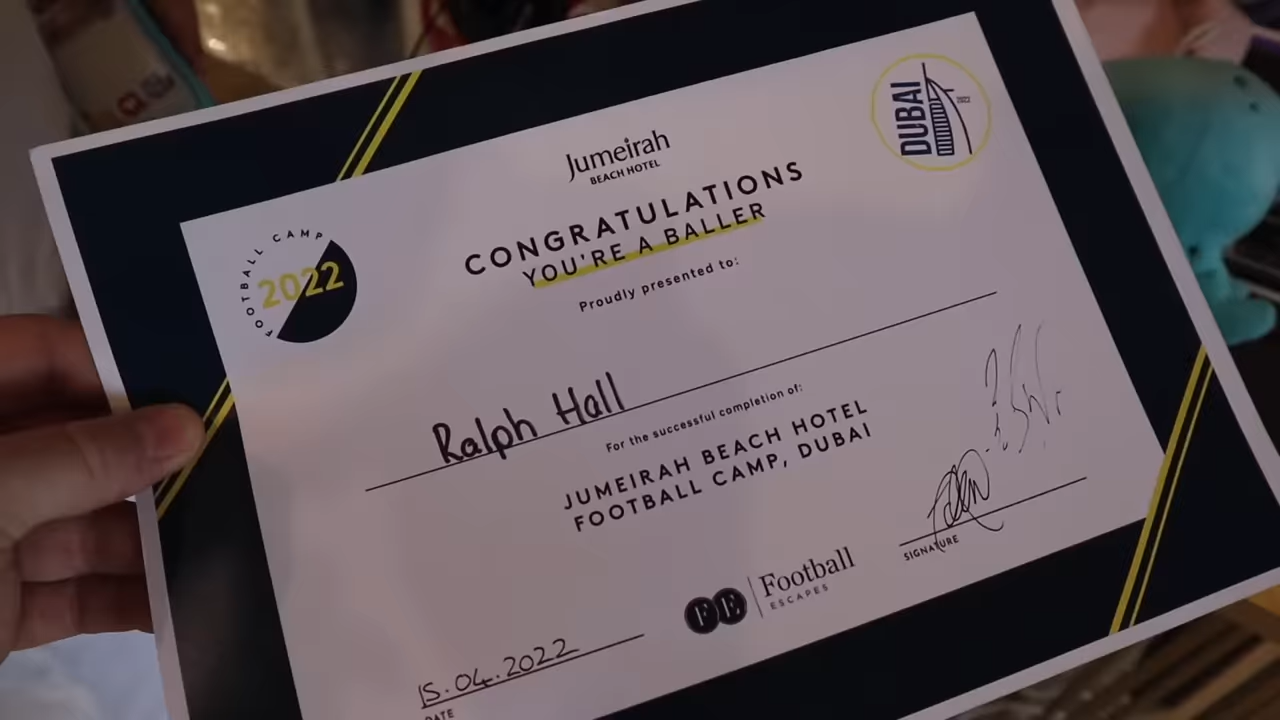 DUBAI
2022
Jumeirah
BEACH HOTEL
FOOTBALL CAMP
2022
CONGRATULATIONS
YOU'RE A BALLER
Proudly presented to:
Ralph Hall
For the successful completion of:
JUMEIRAH BEACH HOTEL
FOOTBALL CAMP, DUBAI
SIGNATURE
FE Football
ESCAPES
15.04.2022
DATE